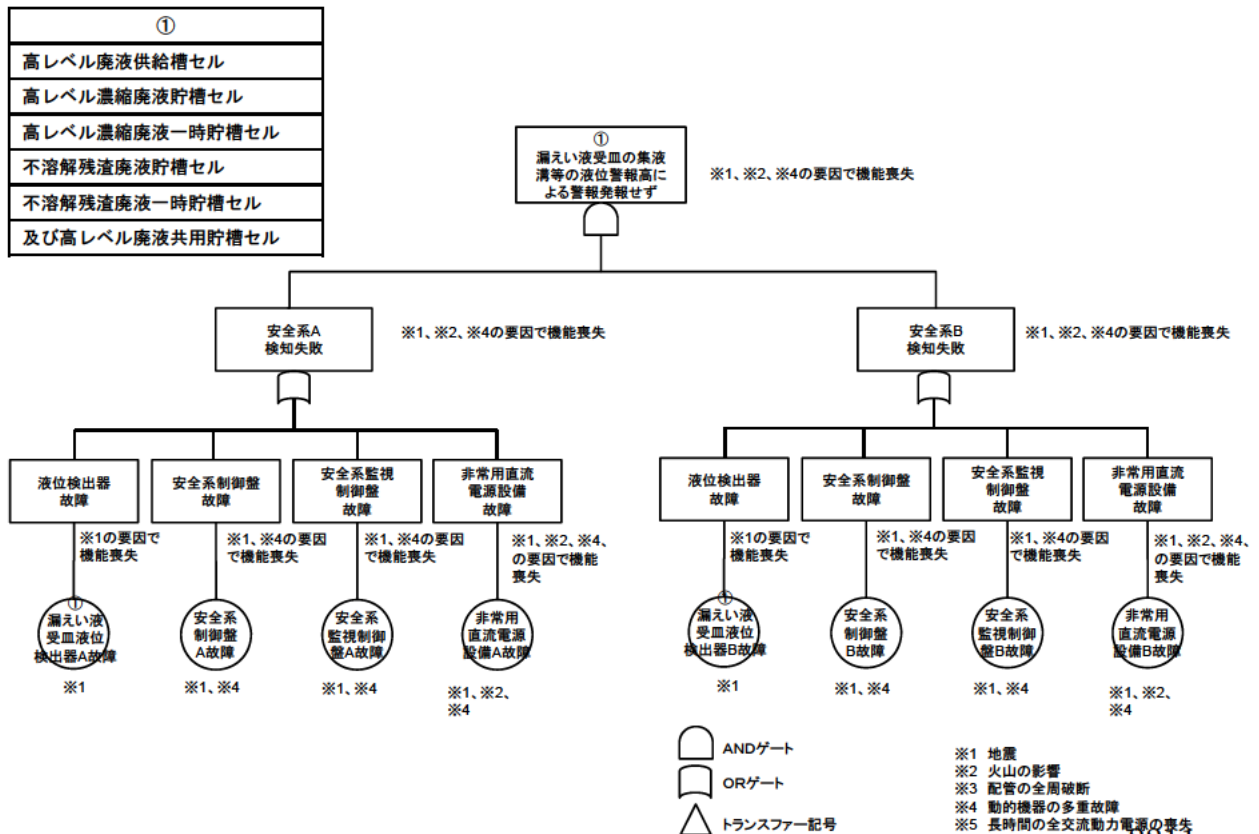 ①
高レベル廃液供給槽セル
高レベル濃縮廃液貯槽セル
高レベル濃縮廃液一時貯槽セル
不溶解残渣廃液貯槽セル
不溶解残渣廃液一時貯槽セル
及び高レベル廃液共用貯槽セル
①
漏えい液受皿の集液
溝等の液位警報高に
よる警報発報せず
※1、※2、※4の要因で機能喪失
安全系A
検知失敗
※1、※2、※4の要因で機能喪失
安全系B
検知失敗
※1、※2、※4の要因で機能喪失
液位検出器
故障
安全系制御盤
故障
安全系監視
制御盤
故障
非常用直流
電源設備
故障
※1の要因で
機能喪失
※1、※4の要因
で機能喪失
※1、※4の要因
で機能喪失
※1、※2、※4、
の要因で機能
喪失
①
漏えい液
受皿液位
検出器A故障
安全系
制御盤
A故障
安全系
監視制御
盤A故障
非常用
直流電源
設備A故障
※1
※1、※4
※1、※4
※1、※2、
※4
液位検出器
故障
安全系制御盤
故障
安全系監視
制御盤
故障
非常用直流
電源設備
故障
※1の要因で
機能喪失
※1、※4の要因
で機能喪失
※1、※4の要因
で機能喪失
※1、※2、※4、
の要因で機能
喪失
①
漏えい液
受皿液位
検出器B故障
安全系
制御盤
B故障
安全系
監視制御
盤B故障
非常用
直流電源
設備B故障
※1
※1、※4
※1、※4
※1、※2、
※4
ANDゲート
ORゲート
トランスファー記号
※1 地震
※2 火山の影響
※3 配管の全周破断
※4 動的機器の多重故障
※5 長時間の全交流動力電源の喪失